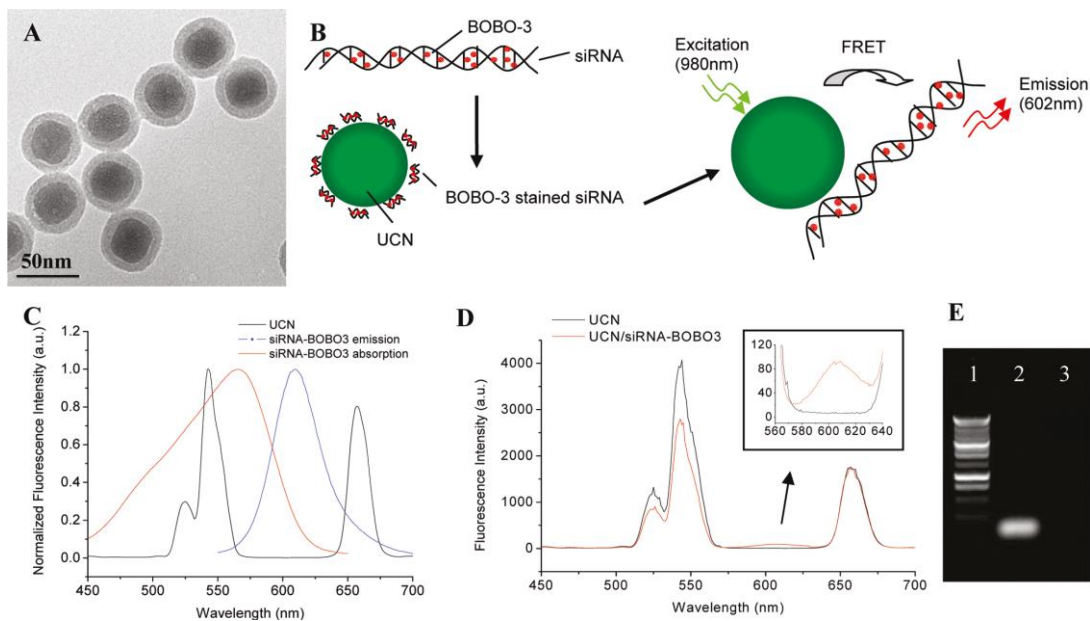 A
50nm
B
BOBO-3
siRNA
BOBO-3 stained siRNA
UCN
Excitation
(980nm)
FRET
Emission
(602nm)
C
UCN
siRNA-BOBO3 emission
siRNA-BOBO3 absorption
Normalized Fluorescence Intensity (a.u.)
1.2
1.0
0.8
0.6
0.4
0.2
0.0
450 500 550 600 650 700
Wavelength (nm)
D
UCN
UCN/siRNA-BOBO3
Fluorescence Intensity (a.u.)
4000
3000
2000
1000
0
450 500 550 600 650 700
Wavelength (nm)
120
80
40
0
560 580 600 620 640
E
1 2 3